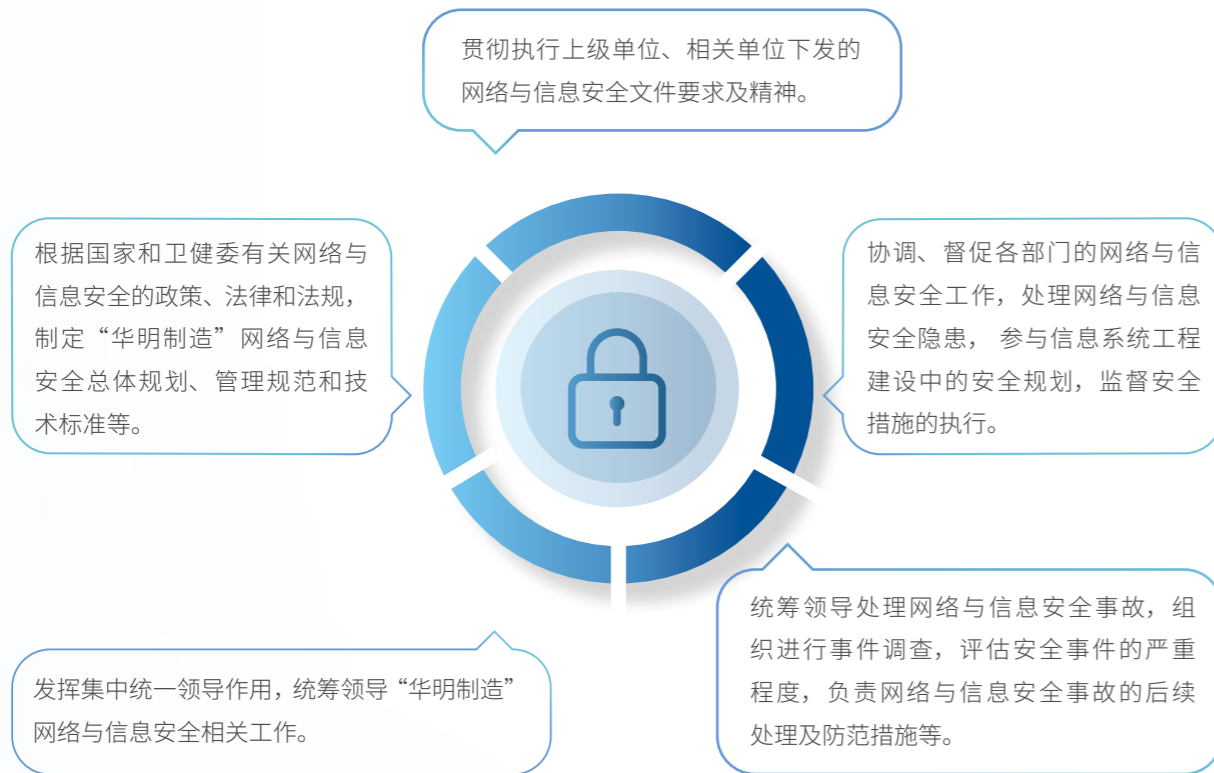 贯彻执行上级单位、相关单位下发的
网络与信息安全文件要求及精神。
根据国家和卫健委有关网络与
信息安全的政策、法律和法规，
制定“华明制造”网络与信息
安全总体规划、管理规范和技
术标准等。
协调、督促各部门的网络与信
息安全工作，处理网络与信息
安全隐患， 参与信息系统工程
建设中的安全规划，监督安全
措施的执行。
发挥集中统一领导作用，统筹领导“华明制造”
网络与信息安全相关工作。
统筹领导处理网络与信息安全事故，组
织进行事件调查，评估安全事件的严重
程度，负责网络与信息安全事故的后续
处理及防范措施等。